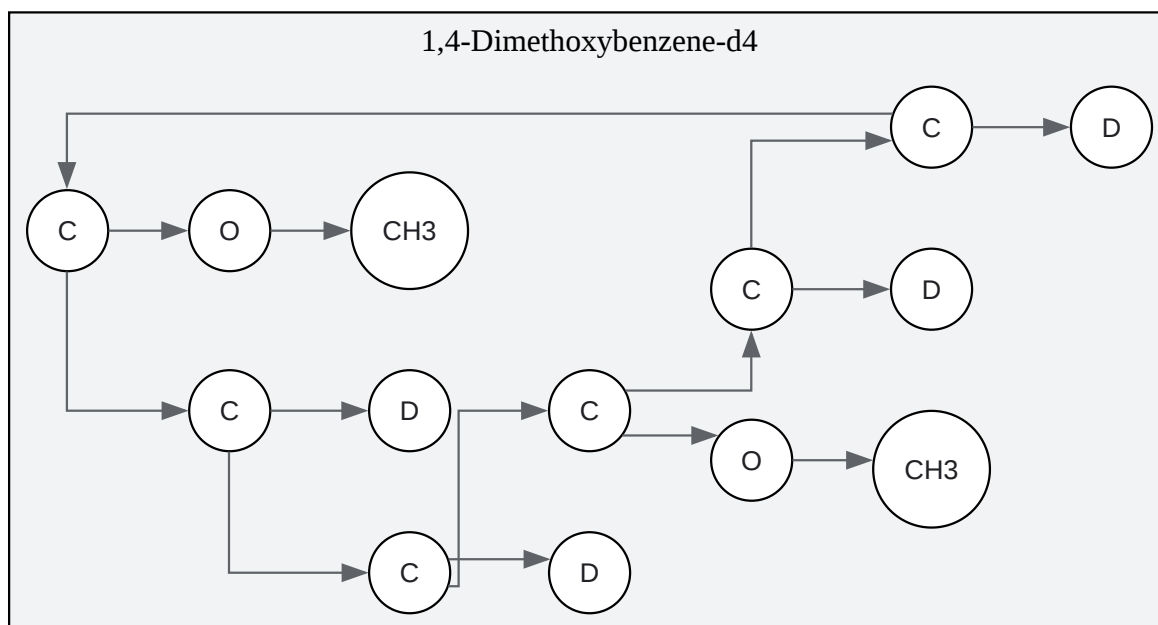 1,4-Dimethoxybenzene-d4
C D
C O CH3
C D
C D C
O CH3
C D